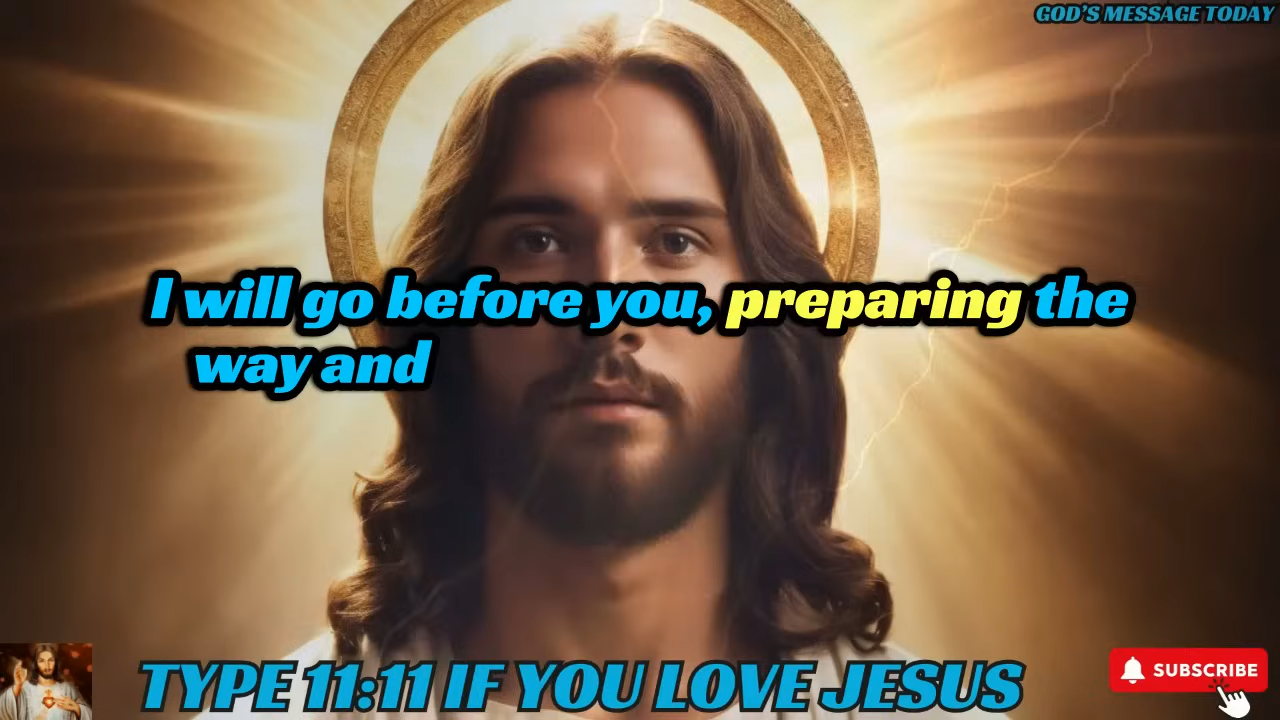 GOD'S MESSAGE TODAY
I will go before you, preparing the
way and
TYPE 11:11 IF YOU LOVE JESUS
SUBSCRIBE